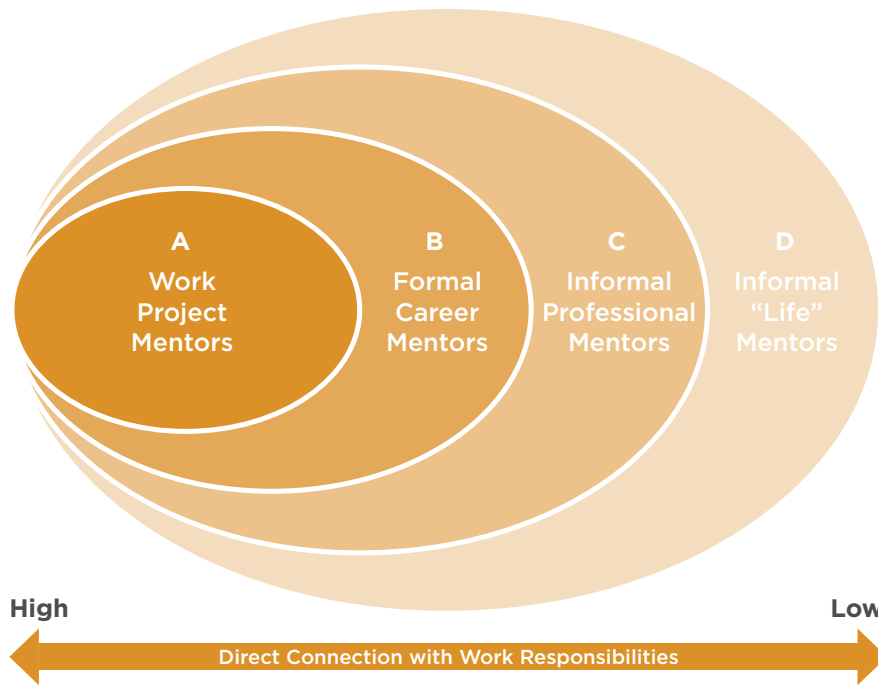 A
Work
Project
Mentors
B
Formal
Career
Mentors
C
Informal
Professional
Mentors
D
Informal
“Life”
Mentors
High
Low
Direct Connection with Work Responsibilities